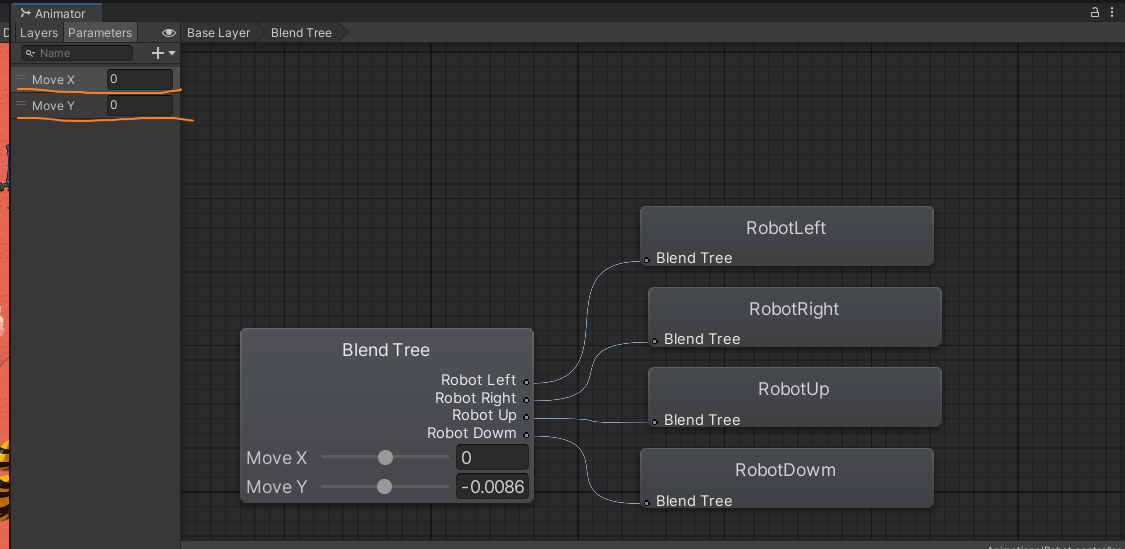 Animator
Layers Parameters Base Layer Blend Tree
Name
Move X 0
Move Y 0
RobotLeft
Blend Tree
RobotRight
Blend Tree
Blend Tree
Robot Left
Robot Right
Robot Up
Robot Dowm
Move X 0
Move Y -0.0086
RobotUp
Blend Tree
RobotDowm
Blend Tree